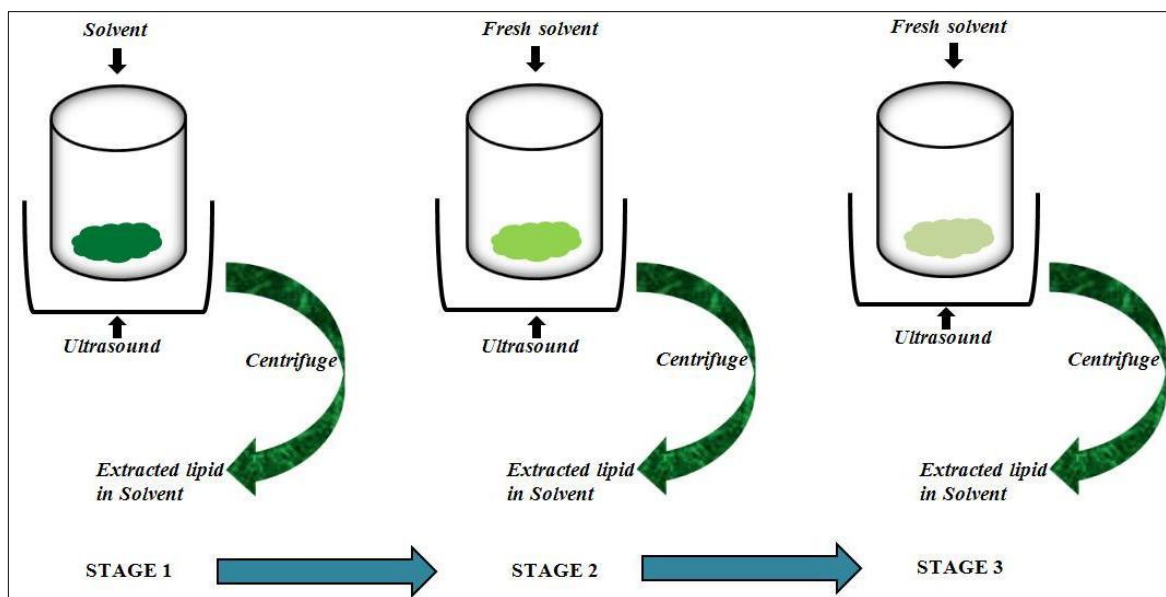 Solvent
Fresh solvent
Fresh solvent
Ultrasound
Ultrasound
Ultrasound
Centrifuge
Centrifuge
Centrifuge
Extracted lipid
in Solvent
Extracted lipid
in Solvent
Extracted lipid
in Solvent
STAGE 1
STAGE 2
STAGE 3